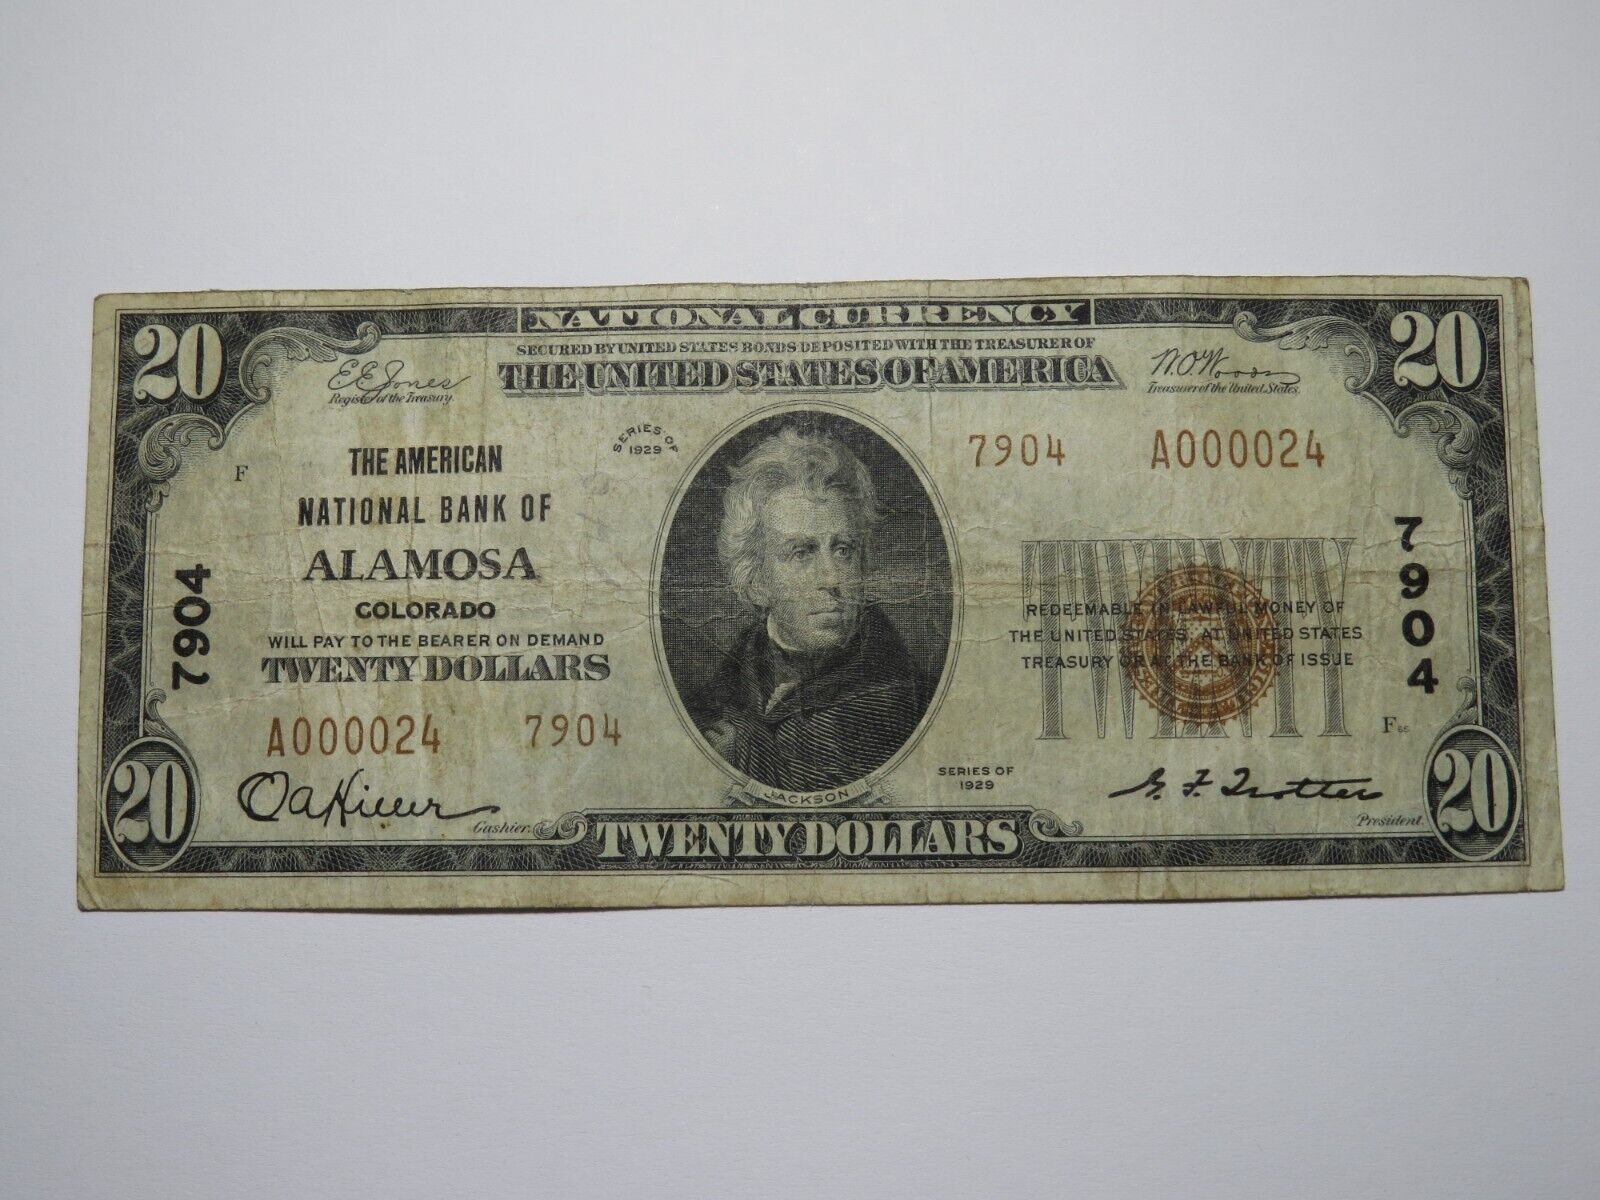 NATIONAL CURRENCY
SECURED BY UNITED STATES BONDS DEPOSITED WITH THE TREASURER OF
THE UNITED STATES OF AMERICA
20
20
E E Jones
Register of the Treasury.
W. O. Woods
Treasurer of the United States.
SERIES OF
1929
7904 A000024
F
THE AMERICAN
NATIONAL BANK OF
ALAMOSA
COLORADO
WILL PAY TO THE BEARER ON DEMAND
TWENTY DOLLARS
7904
7904
TWENTY
REDEEMABLE IN LAWFUL MONEY OF
THE UNITED STATES, AT UNITED STATES
TREASURY OR AT THE BANK OF ISSUE
A000024 7904
F
JACKSON
SERIES OF
1929
Cashier.
G. F. Trotter
President.
20
TWENTY DOLLARS
20